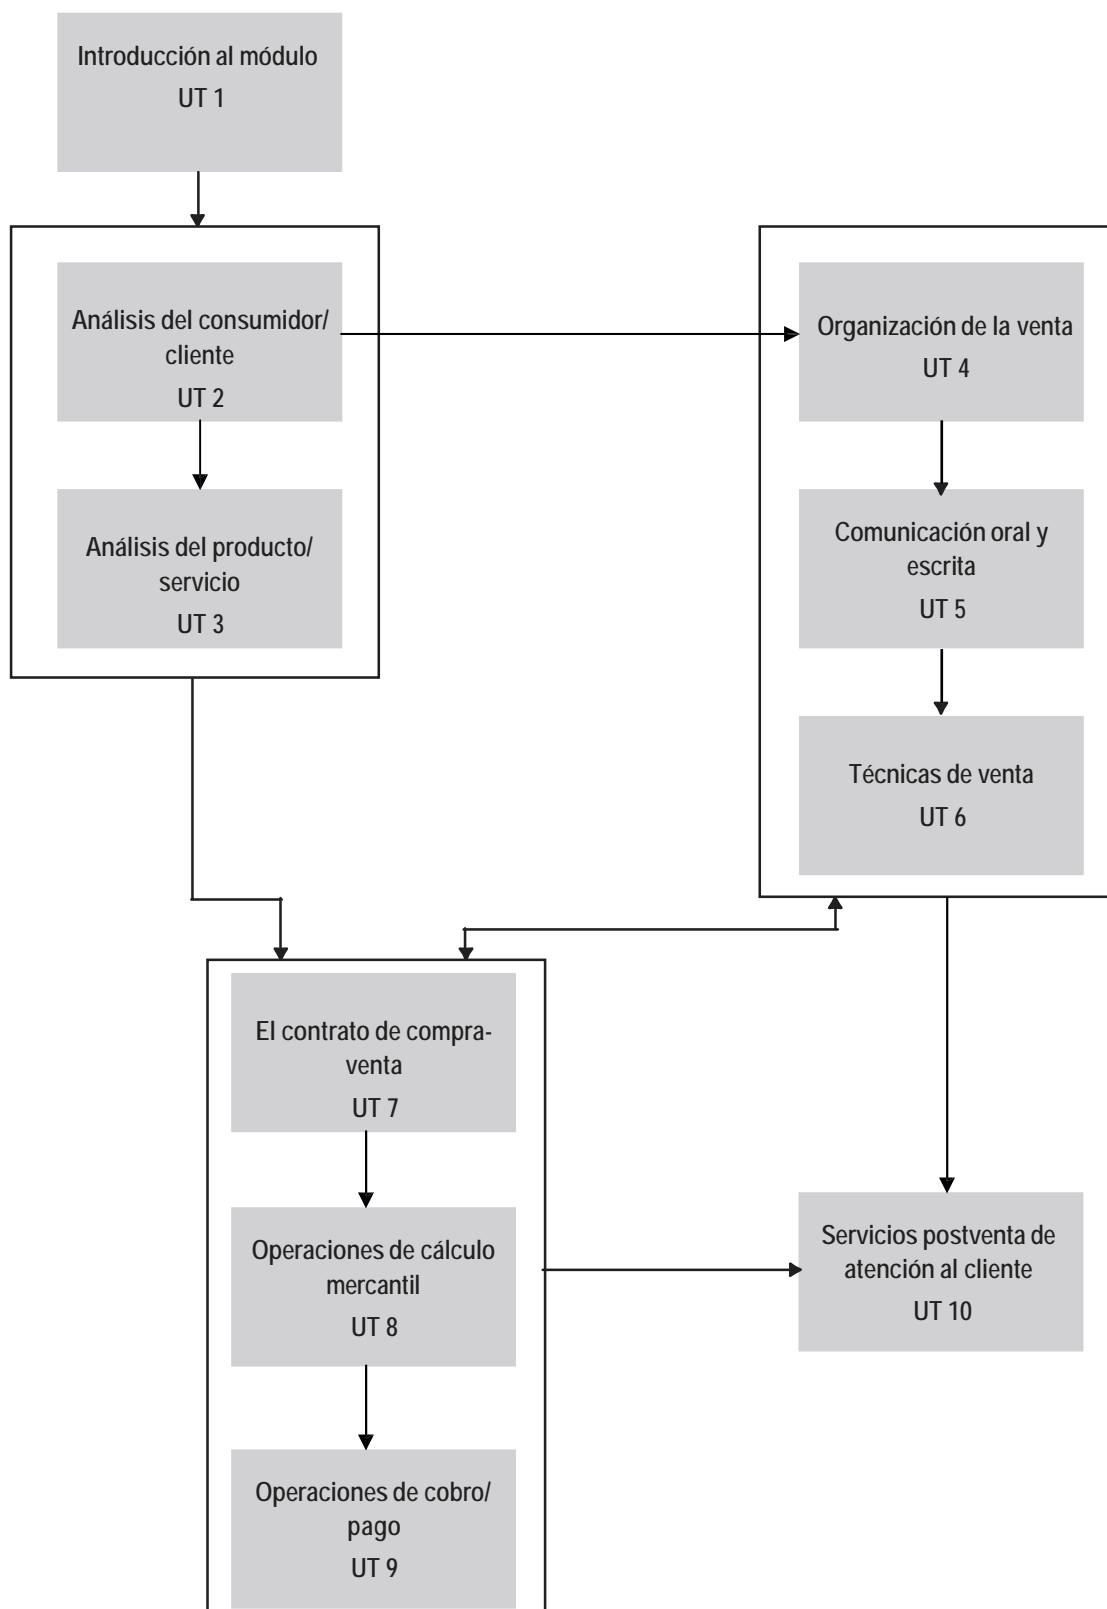 Introducción al módulo
UT 1
Análisis del consumidor/
cliente
UT 2
Análisis del producto/
servicio
UT 3
Organización de la venta
UT 4
Comunicación oral y
escrita
UT 5
Técnicas de venta
UT 6
El contrato de compra-
venta
UT 7
Operaciones de cálculo
mercantil
UT 8
Operaciones de cobro/
pago
UT 9
Servicios postventa de
atención al cliente
UT 10